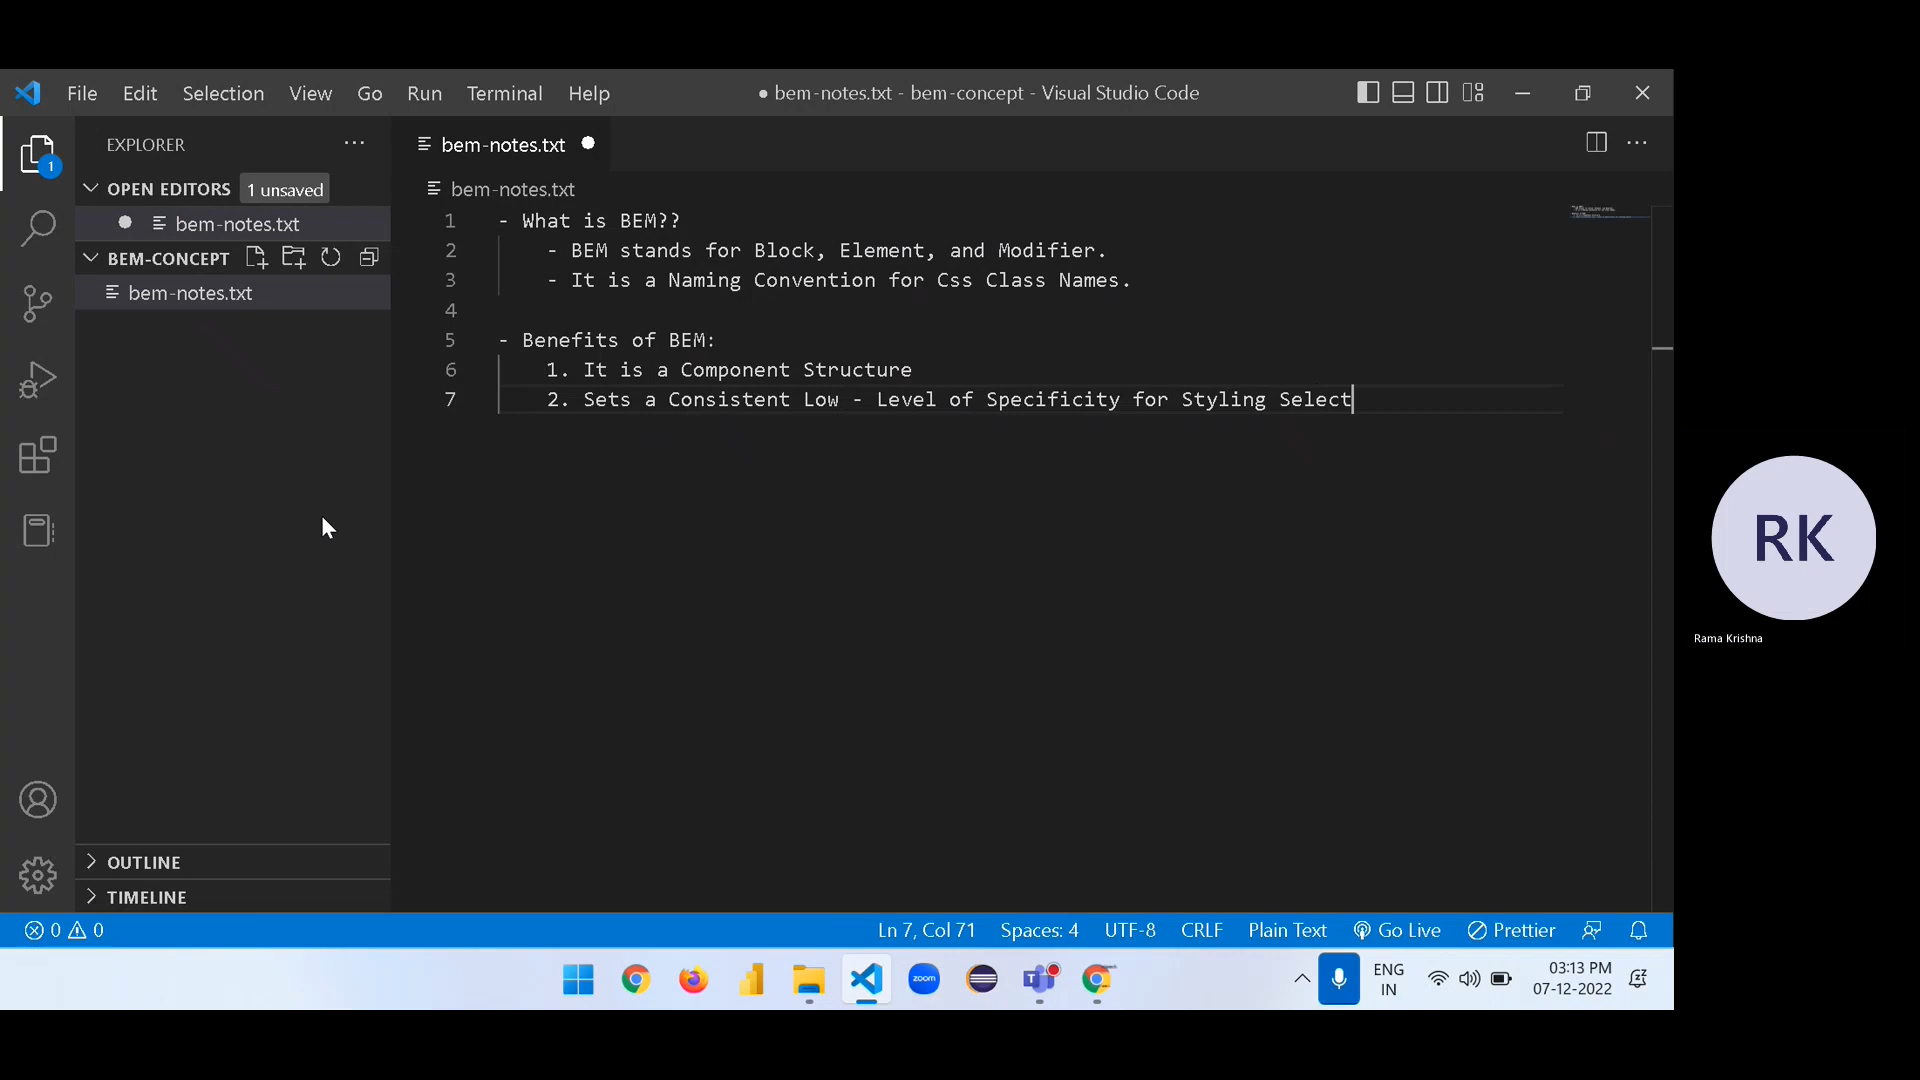 File Edit Selection View Go Run Terminal Help ● bem-notes.txt - bem-concept - Visual Studio Code
EXPLORER
bem-notes.txt
1
OPEN EDITORS 1 unsaved
bem-notes.txt
BEM-CONCEPT
bem-notes.txt
bem-notes.txt
1 - What is BEM??
2 - BEM stands for Block, Element, and Modifier.
3 - It is a Naming Convention for Css Class Names.
4
5 - Benefits of BEM:
6 1. It is a Component Structure
7 2. Sets a Consistent Low - Level of Specificity for Styling Select
RK
Rama Krishna
OUTLINE
TIMELINE
0 0 Ln 7, Col 71 Spaces: 4 UTF-8 CRLF Plain Text Go Live Prettier
zoom
T
ENG
IN
03:13 PM
07-12-2022